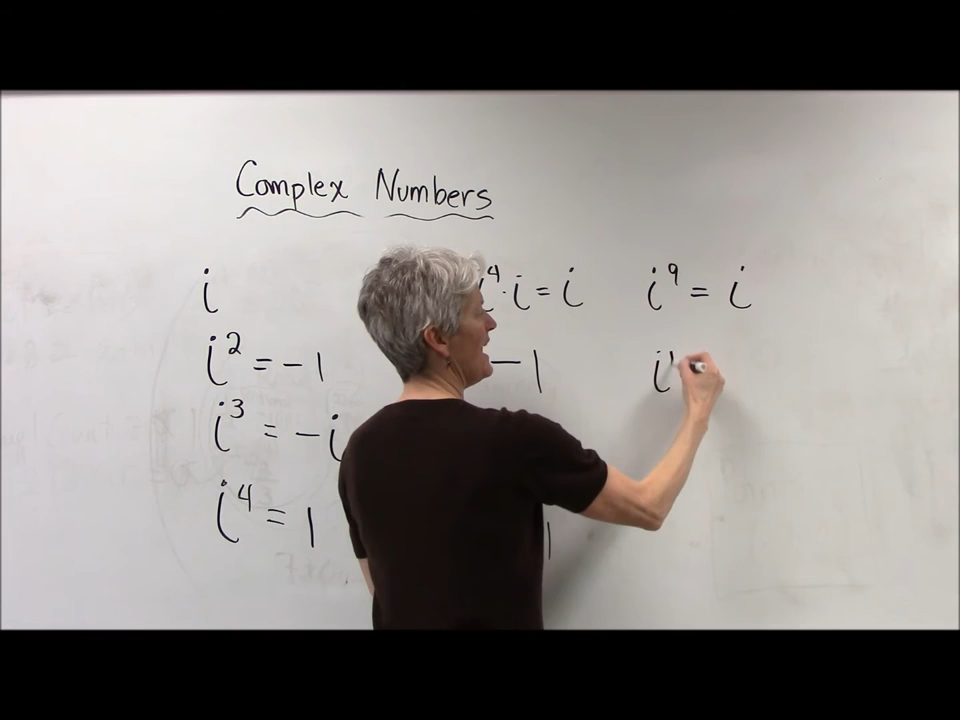 Complex Numbers
i
i² = -1
i³ = -i
i⁴ = 1
i⁴·i = i
-1
1
i⁹ = i
i¹